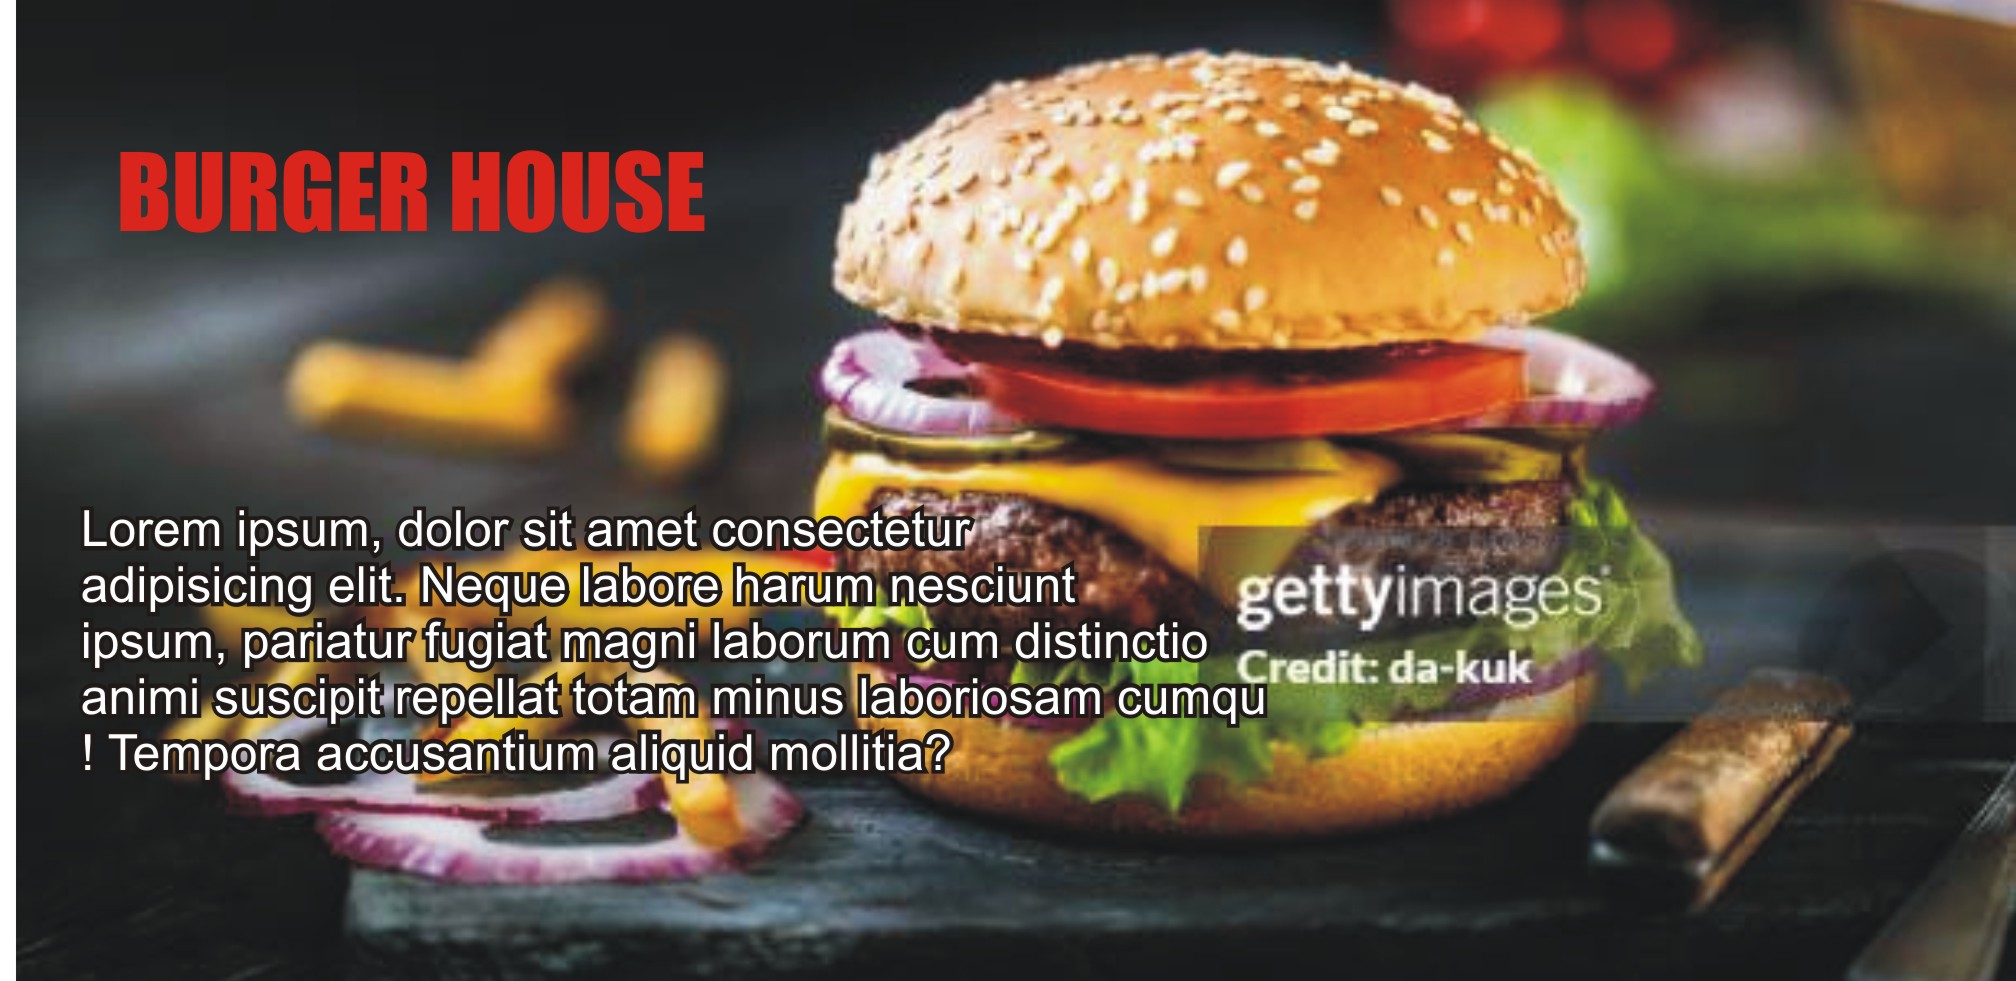 BURGER HOUSE
Lorem ipsum, dolor sit amet consectetur
adipisicing elit. Neque labore harum nesciunt
ipsum, pariatur fugiat magni laborum cum distinctio
animi suscipit repellat totam minus laboriosam cumqu
! Tempora accusantium aliquid mollitia?
gettyimages®
Credit: da-kuk